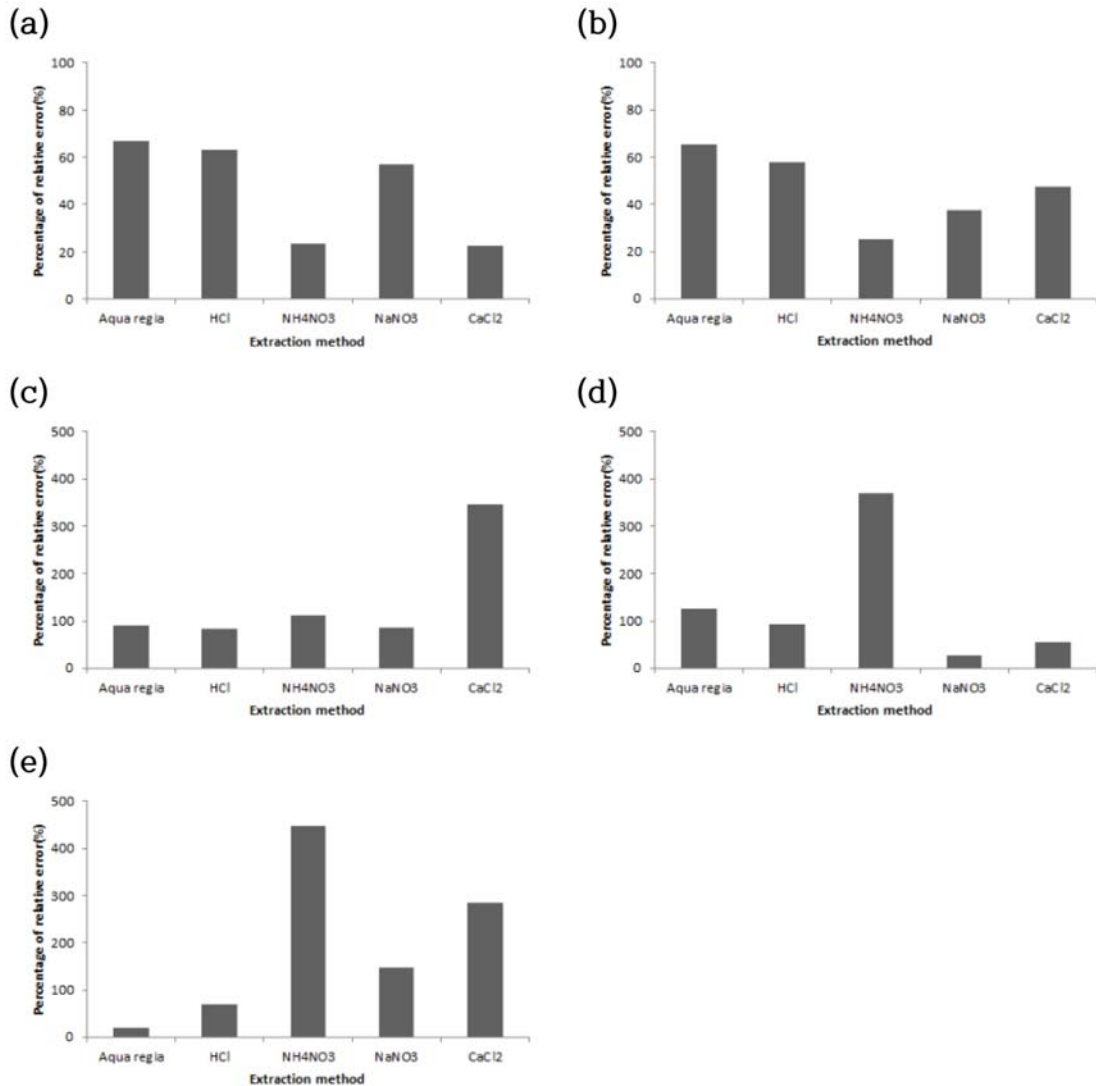 (a)
Percentage of relative error(%)
100
80
60
40
20
0
Aqua regia HCl NH4NO3 NaNO3 CaCl2
Extraction method
(b)
Percentage of relative error(%)
100
80
60
40
20
0
Aqua regia HCl NH4NO3 NaNO3 CaCl2
Extraction method
(c)
Percentage of relative error(%)
500
400
300
200
100
0
Aqua regia HCl NH4NO3 NaNO3 CaCl2
Extraction method
(d)
Percentage of relative error(%)
500
400
300
200
100
0
Aqua regia HCl NH4NO3 NaNO3 CaCl2
Extraction method
(e)
Percentage of relative error(%)
500
400
300
200
100
0
Aqua regia HCl NH4NO3 NaNO3 CaCl2
Extraction method